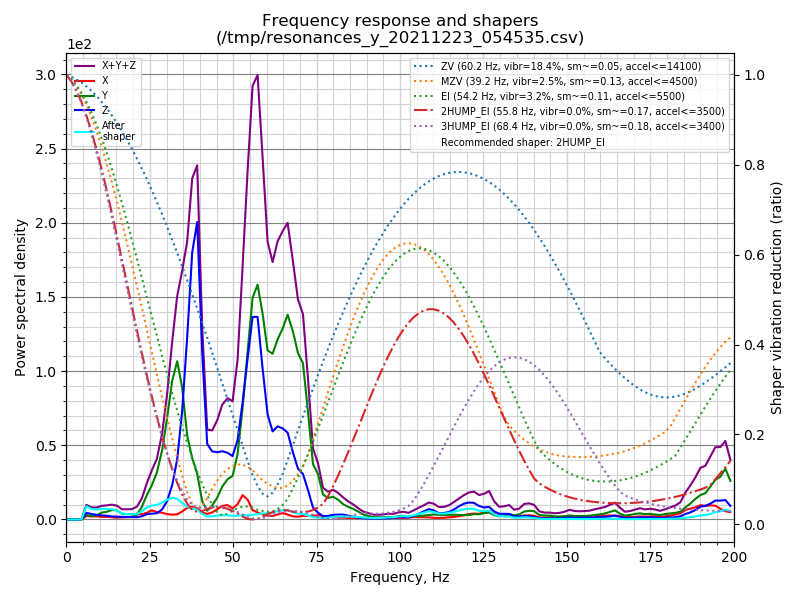 Frequency response and shapers
(/tmp/resonances_y_20211223_054535.csv)
1e2
X+Y+Z
X
Y
Z
After
shaper
ZV (60.2 Hz, vibr=18.4%, sm~=0.05, accel<=14100)
MZV (39.2 Hz, vibr=2.5%, sm~=0.13, accel<=4500)
EI (54.2 Hz, vibr=3.2%, sm~=0.11, accel<=5500)
2HUMP_EI (55.8 Hz, vibr=0.0%, sm~=0.17, accel<=3500)
3HUMP_EI (68.4 Hz, vibr=0.0%, sm~=0.18, accel<=3400)
Recommended shaper: 2HUMP_EI
Power spectral density
3.0
2.5
2.0
1.5
1.0
0.5
0.0
1.0
0.8
0.6
0.4
0.2
0.0
Shaper vibration reduction (ratio)
0 25 50 75 100 125 150 175 200
Frequency, Hz